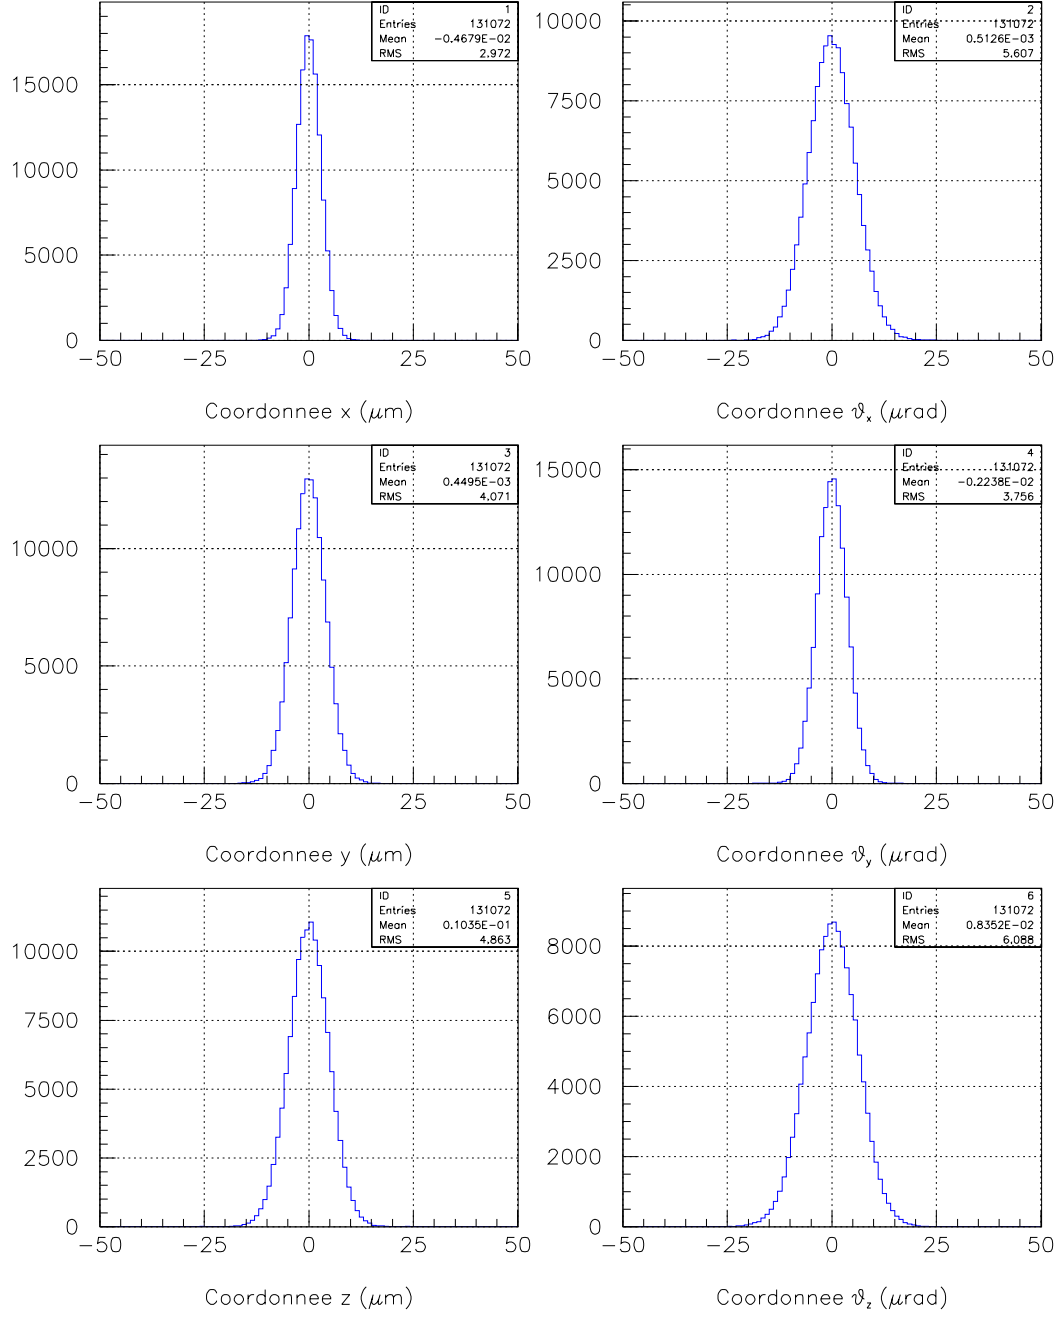 ID 1
Entries 131072
Mean -0.4679E-02
RMS 2.972
15000
10000
5000
0
-50 -25 0 25 50
Coordonnee x (μm)
ID 2
Entries 131072
Mean 0.5126E-03
RMS 5.607
10000
7500
5000
2500
0
-50 -25 0 25 50
Coordonnee ϑx (μrad)
ID 3
Entries 131072
Mean 0.4495E-03
RMS 4.071
10000
5000
0
-50 -25 0 25 50
Coordonnee y (μm)
ID 4
Entries 131072
Mean -0.2238E-02
RMS 3.756
15000
10000
5000
0
-50 -25 0 25 50
Coordonnee ϑy (μrad)
ID 5
Entries 131072
Mean 0.1035E-01
RMS 4.863
10000
7500
5000
2500
0
-50 -25 0 25 50
Coordonnee z (μm)
ID 6
Entries 131072
Mean 0.8352E-02
RMS 6.088
8000
6000
4000
2000
0
-50 -25 0 25 50
Coordonnee ϑz (μrad)